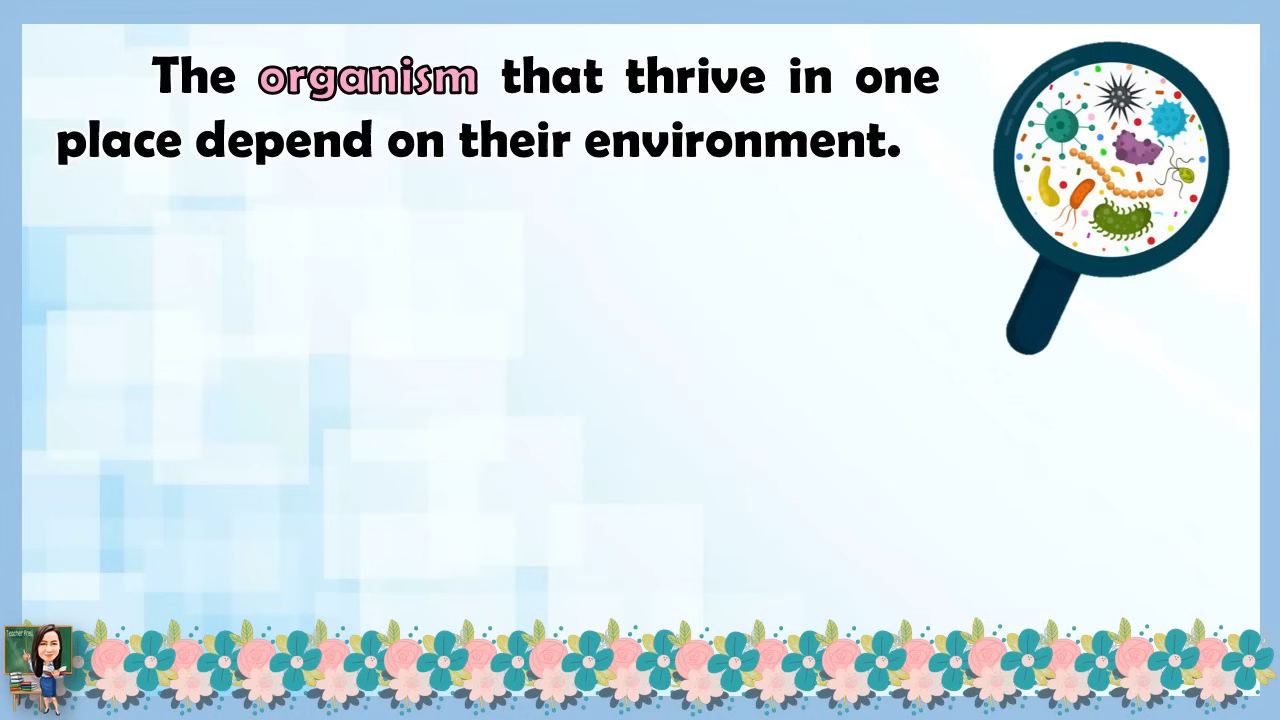 The organism that thrive in one
place depend on their environment.